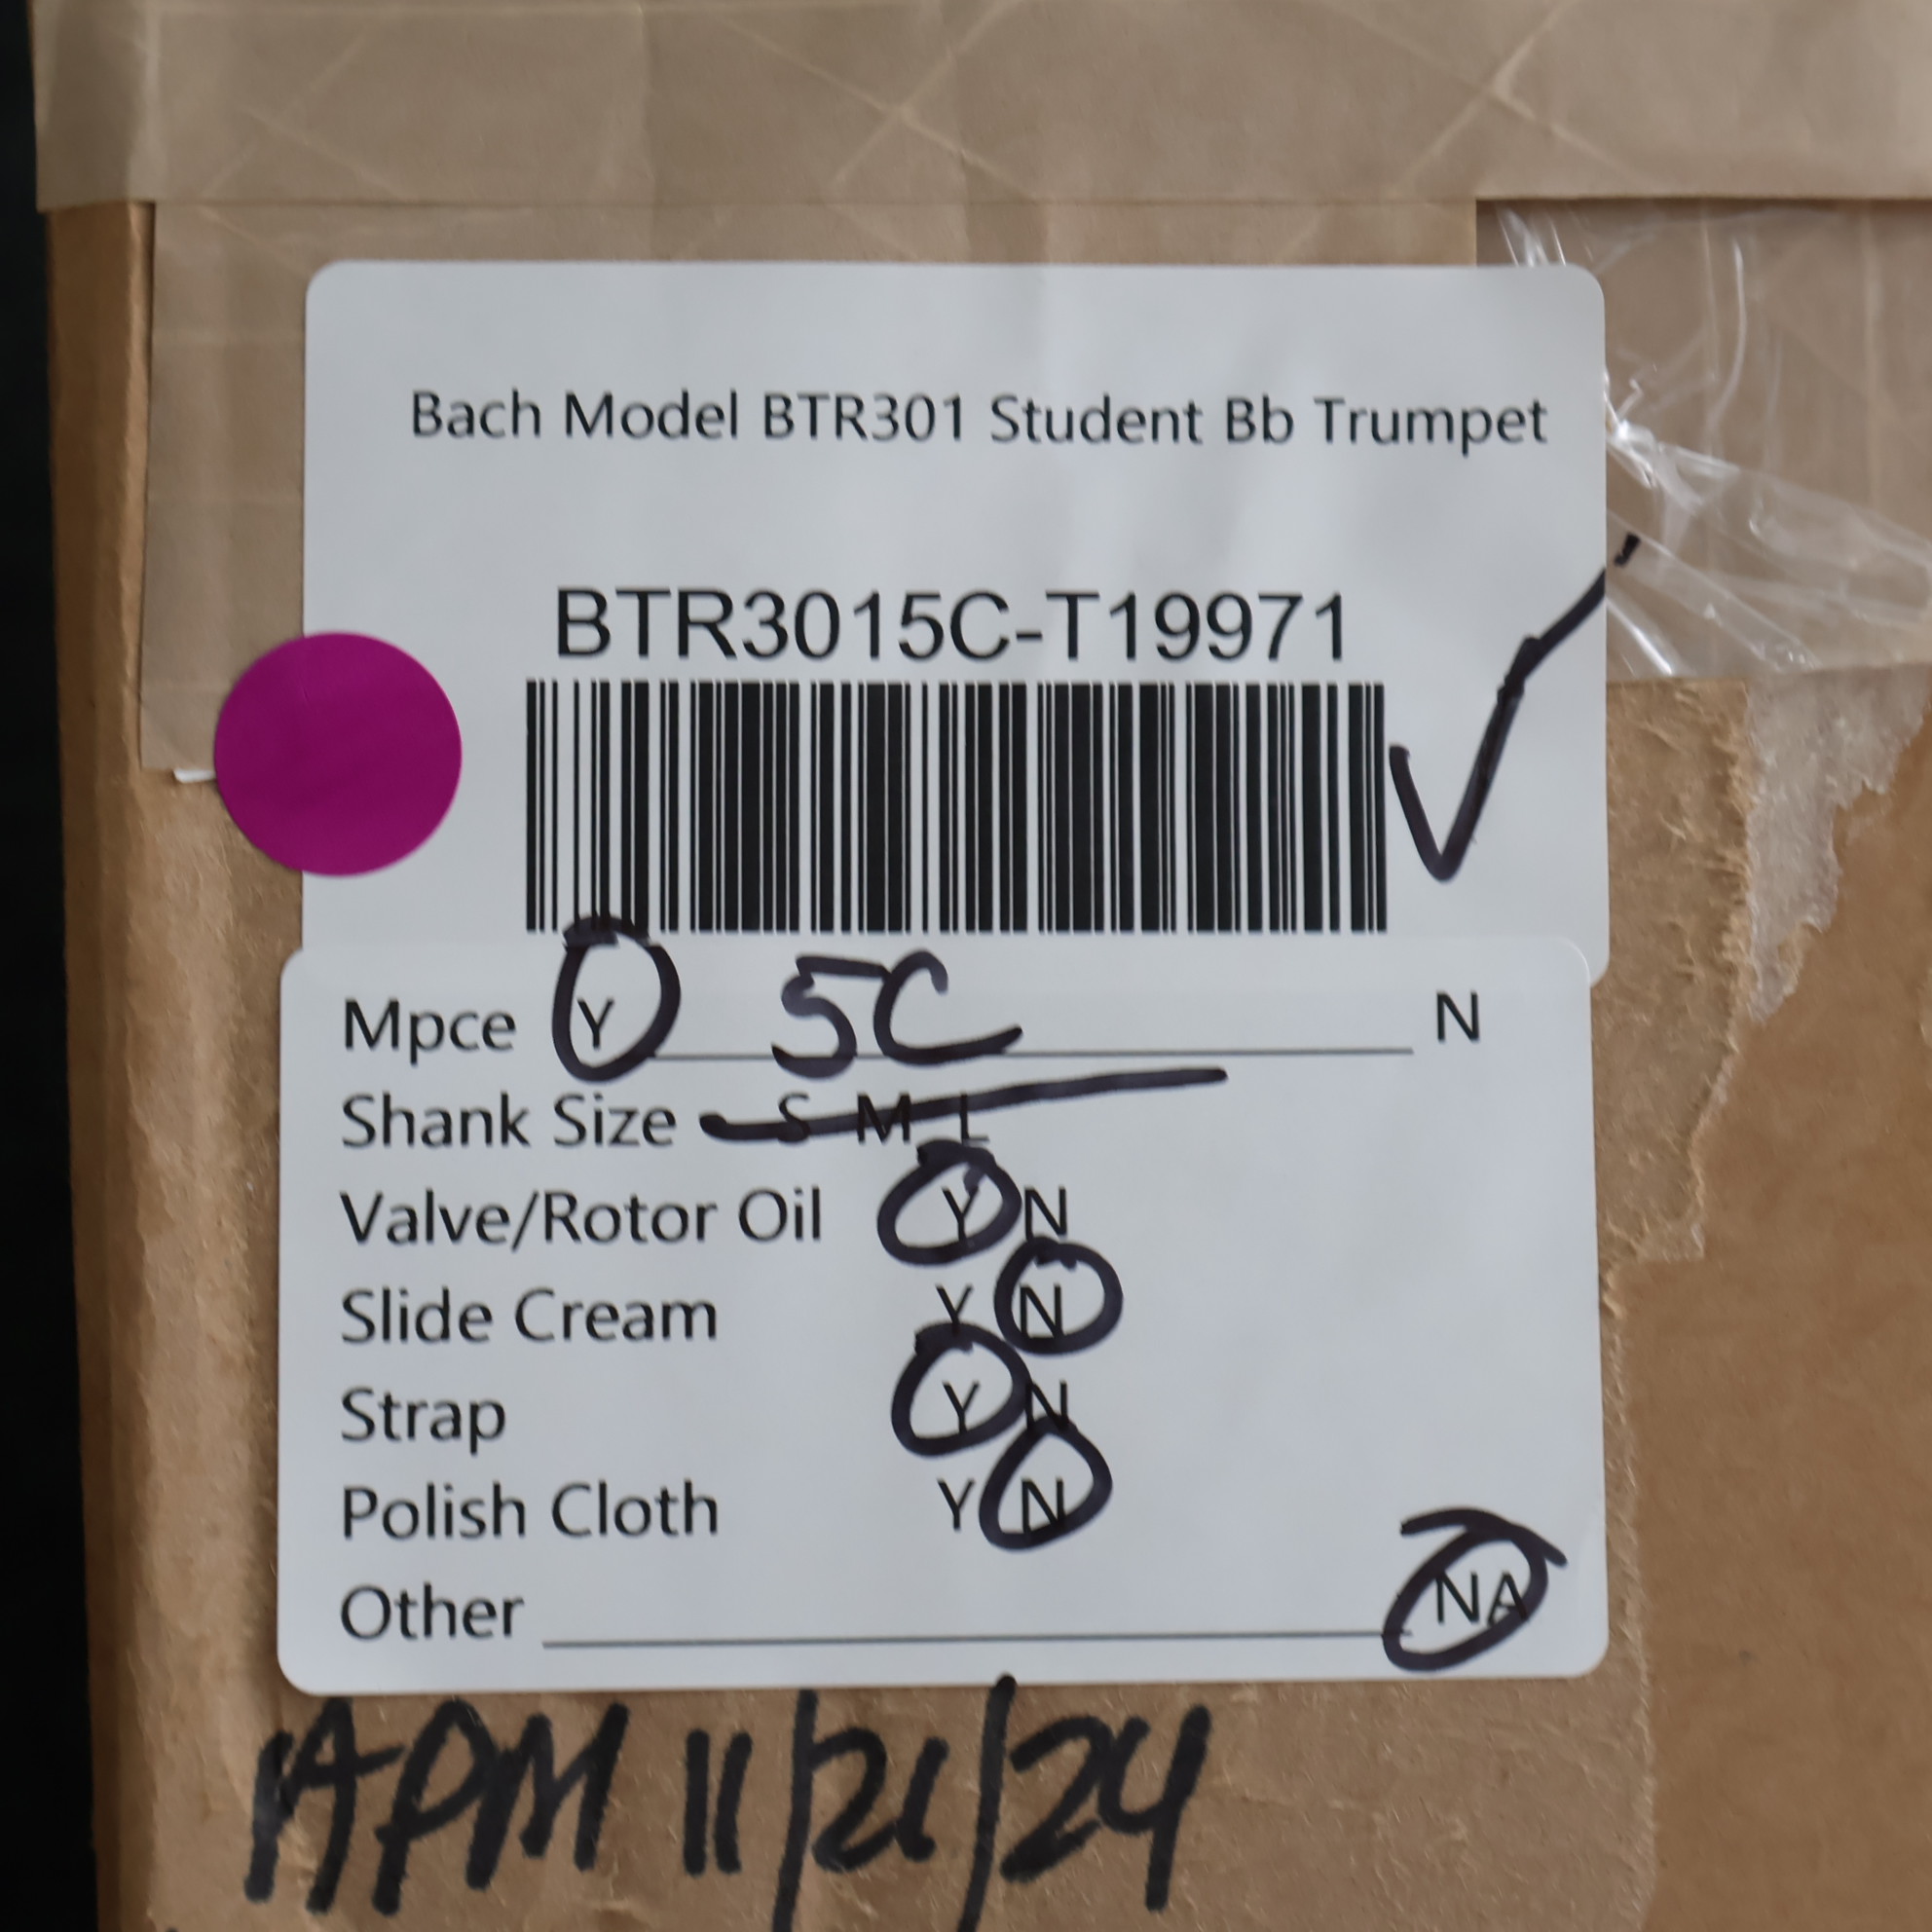 Bach Model BTR301 Student Bb Trumpet
BTR3015C-T19971
Mpce Y 5C N
Shank Size S M L
Valve/Rotor Oil Y N
Slide Cream Y N
Strap Y N
Polish Cloth Y N
Other NA
APM 11/21/24